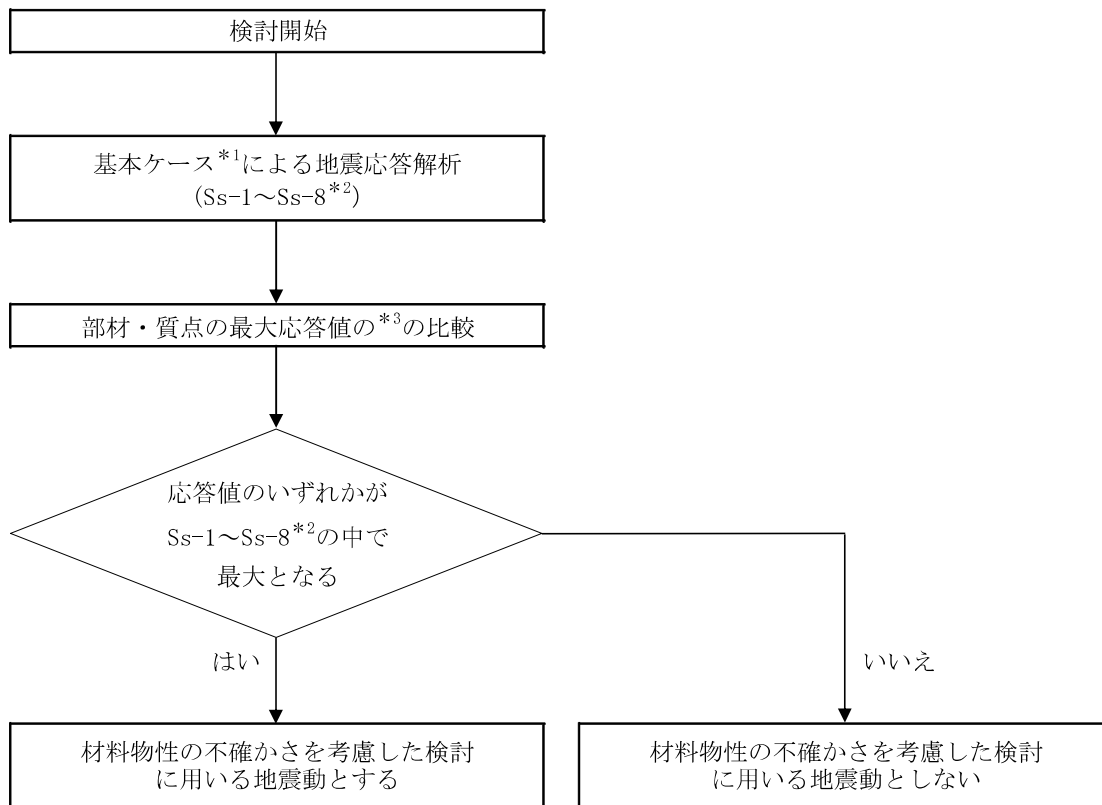 検討開始
基本ケース*1による地震応答解析
(Ss-1～Ss-8*2)
部材・質点の最大応答値の*3の比較
応答値のいずれかが
Ss-1～Ss-8*2の中で
最大となる
はい
いいえ
材料物性の不確かさを考慮した検討
に用いる地震動とする
材料物性の不確かさを考慮した検討
に用いる地震動としない